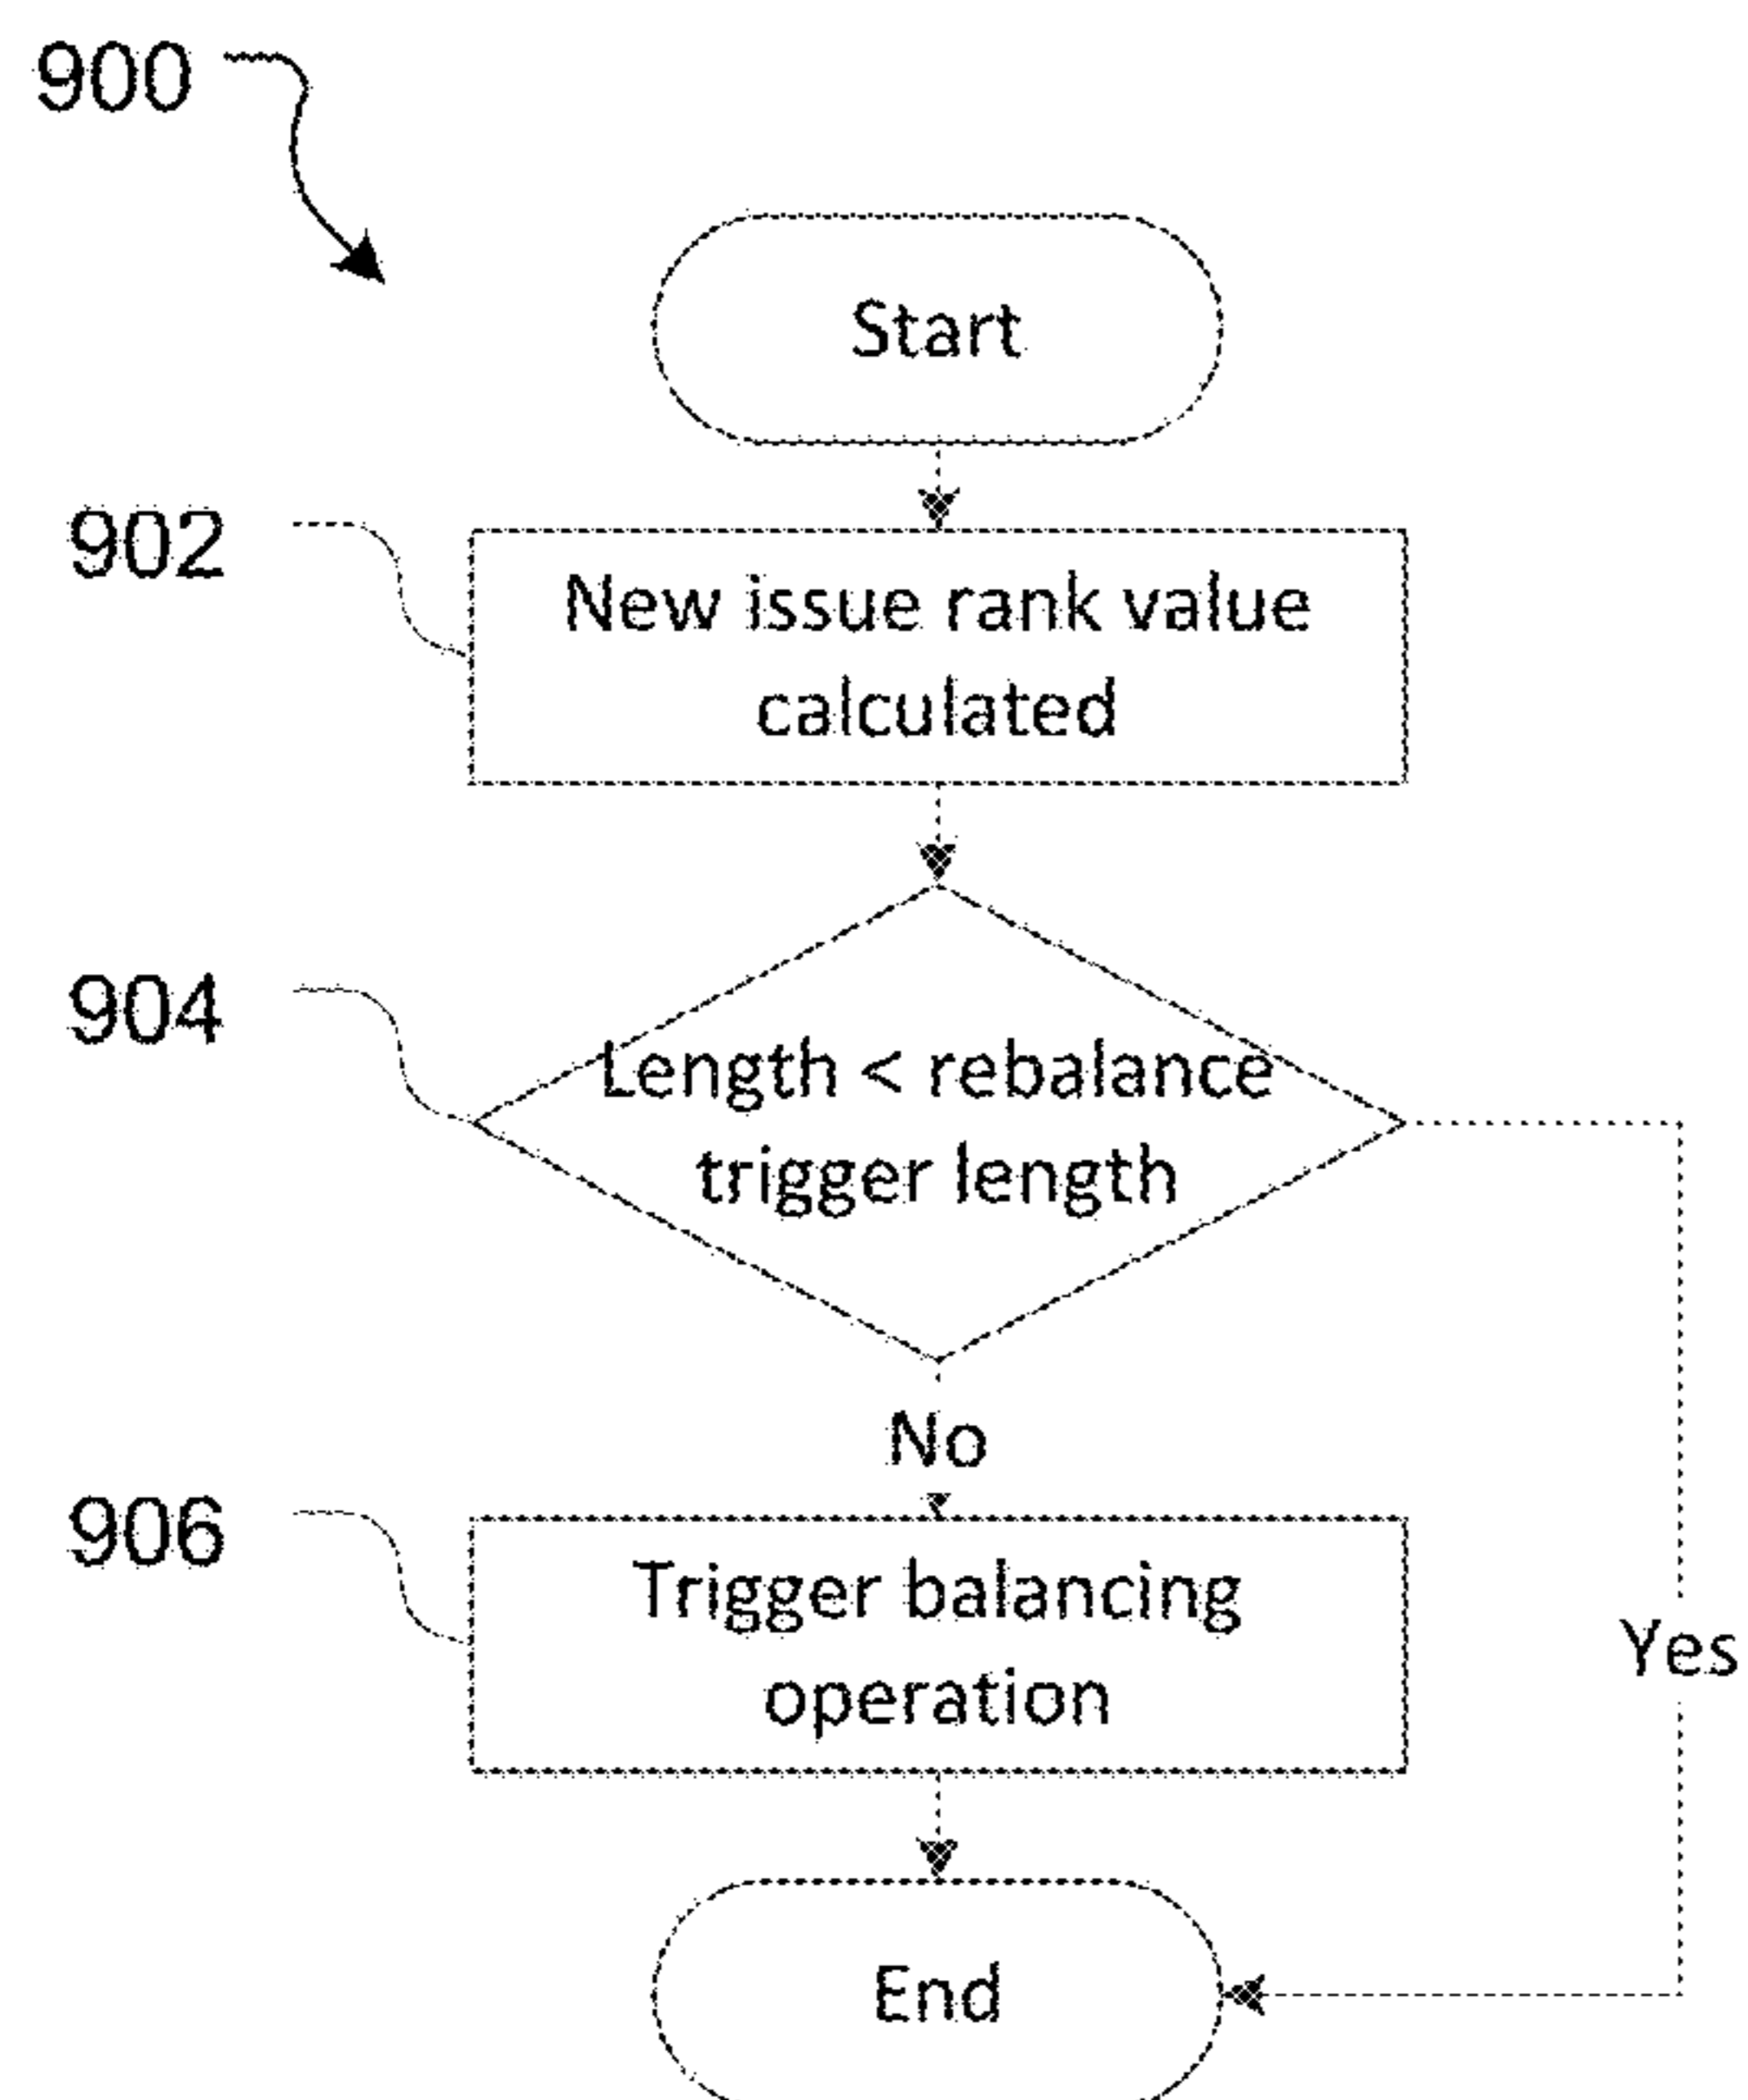 900
Start
902
New issue rank value
calculated
904
Length < rebalance
trigger length
No
906
Trigger balancing
operation
Yes
End